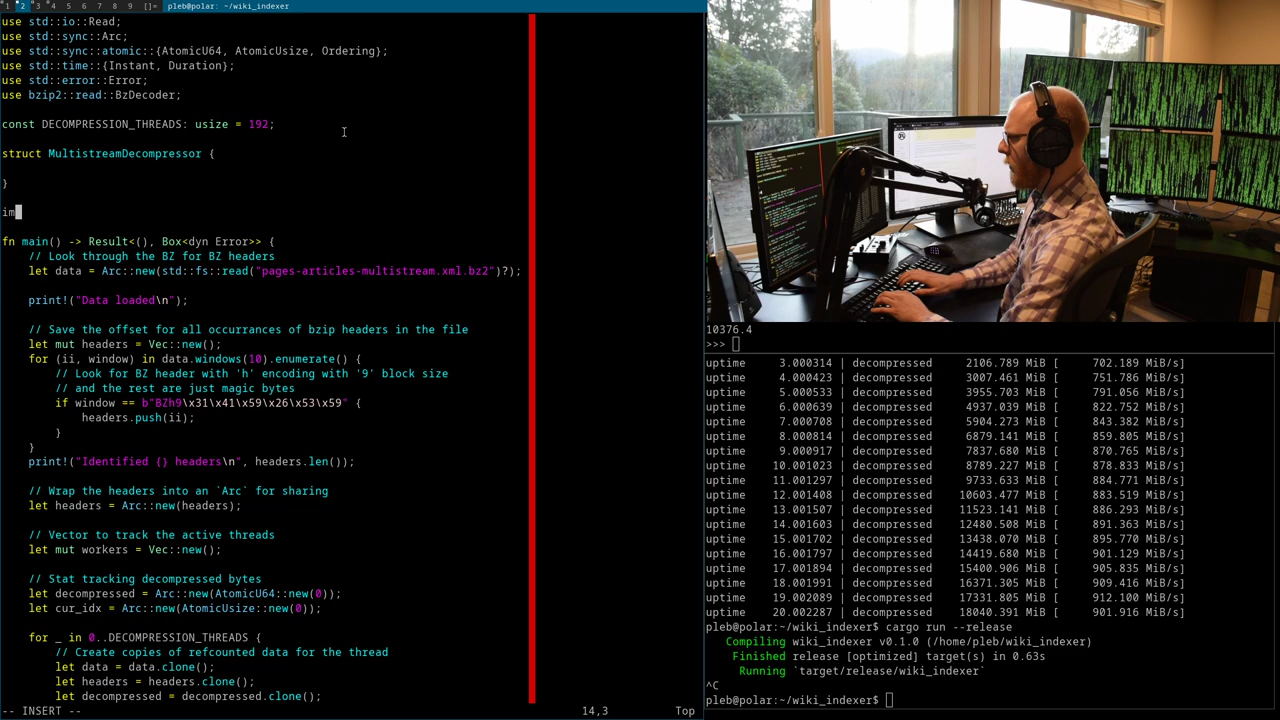 1 2 3 4 5 6 7 8 9 []= pleb@polar: ~/wiki_indexer
use std::io::Read;
use std::sync::Arc;
use std::sync::atomic::{AtomicU64, AtomicUsize, Ordering};
use std::time::{Instant, Duration};
use std::error::Error;
use bzip2::read::BzDecoder;
const DECOMPRESSION_THREADS: usize = 192;
struct MultistreamDecompressor {
}
im
fn main() -> Result<(), Box<dyn Error>> {
// Look through the BZ for BZ headers
let data = Arc::new(std::fs::read("pages-articles-multistream.xml.bz2")?);
print!("Data loaded\n");
// Save the offset for all occurrances of bzip headers in the file
let mut headers = Vec::new();
for (ii, window) in data.windows(10).enumerate() {
// Look for BZ header with 'h' encoding with '9' block size
// and the rest are just magic bytes
if window == b"BZh9\x31\x41\x59\x26\x53\x59" {
headers.push(ii);
}
}
print!("Identified {} headers\n", headers.len());
// Wrap the headers into an `Arc` for sharing
let headers = Arc::new(headers);
// Vector to track the active threads
let mut workers = Vec::new();
// Stat tracking decompressed bytes
let decompressed = Arc::new(AtomicU64::new(0));
let cur_idx = Arc::new(AtomicUsize::new(0));
for _ in 0..DECOMPRESSION_THREADS {
// Create copies of refcounted data for the thread
let data = data.clone();
let headers = headers.clone();
let decompressed = decompressed.clone();
-- INSERT -- 14,3 Top
10376.4
>>>
uptime 3.000314 | decompressed 2106.789 MiB [ 702.189 MiB/s]
uptime 4.000423 | decompressed 3007.461 MiB [ 751.786 MiB/s]
uptime 5.000533 | decompressed 3955.703 MiB [ 791.056 MiB/s]
uptime 6.000639 | decompressed 4937.039 MiB [ 822.752 MiB/s]
uptime 7.000708 | decompressed 5904.273 MiB [ 843.382 MiB/s]
uptime 8.000814 | decompressed 6879.141 MiB [ 859.805 MiB/s]
uptime 9.000917 | decompressed 7837.680 MiB [ 870.765 MiB/s]
uptime 10.001023 | decompressed 8789.227 MiB [ 878.833 MiB/s]
uptime 11.001297 | decompressed 9733.633 MiB [ 884.771 MiB/s]
uptime 12.001408 | decompressed 10603.477 MiB [ 883.519 MiB/s]
uptime 13.001507 | decompressed 11523.141 MiB [ 886.293 MiB/s]
uptime 14.001603 | decompressed 12480.508 MiB [ 891.363 MiB/s]
uptime 15.001702 | decompressed 13438.070 MiB [ 895.770 MiB/s]
uptime 16.001797 | decompressed 14419.680 MiB [ 901.129 MiB/s]
uptime 17.001894 | decompressed 15400.906 MiB [ 905.835 MiB/s]
uptime 18.001991 | decompressed 16371.305 MiB [ 909.416 MiB/s]
uptime 19.002089 | decompressed 17331.805 MiB [ 912.100 MiB/s]
uptime 20.002287 | decompressed 18040.391 MiB [ 901.916 MiB/s]
pleb@polar:~/wiki_indexer$ cargo run --release
Compiling wiki_indexer v0.1.0 (/home/pleb/wiki_indexer)
Finished release [optimized] target(s) in 0.63s
Running `target/release/wiki_indexer`
^C
pleb@polar:~/wiki_indexer$